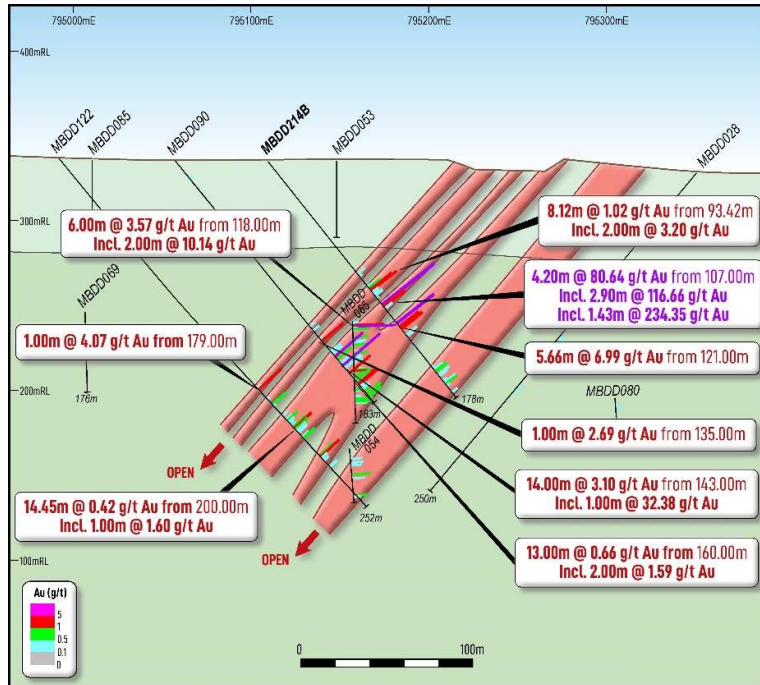 795000mE
795100mE
795200mE
795300mE
400mRL
MBDD122
MBDD085
MBDD090
MBDD214B
MBDD063
MBDD028
300mRL
6.00m @ 3.57 g/t Au from 118.00m
Incl. 2.00m @ 10.14 g/t Au
8.12m @ 1.02 g/t Au from 93.42m
Incl. 2.00m @ 3.20 g/t Au
MBDD069
MBDD
065
4.20m @ 80.64 g/t Au from 107.00m
Incl. 2.90m @ 116.66 g/t Au
Incl. 1.43m @ 234.35 g/t Au
1.00m @ 4.07 g/t Au from 179.00m
5.66m @ 6.99 g/t Au from 121.00m
200mRL
176m
183m
178m
MBDD080
1.00m @ 2.69 g/t Au from 135.00m
MBDD
054
OPEN
14.45m @ 0.42 g/t Au from 200.00m
Incl. 1.00m @ 1.60 g/t Au
252m
250m
14.00m @ 3.10 g/t Au from 143.00m
Incl. 1.00m @ 32.38 g/t Au
OPEN
13.00m @ 0.66 g/t Au from 160.00m
Incl. 2.00m @ 1.59 g/t Au
100mRL
Au (g/t)
5
1
0.5
0.1
0
0
100m